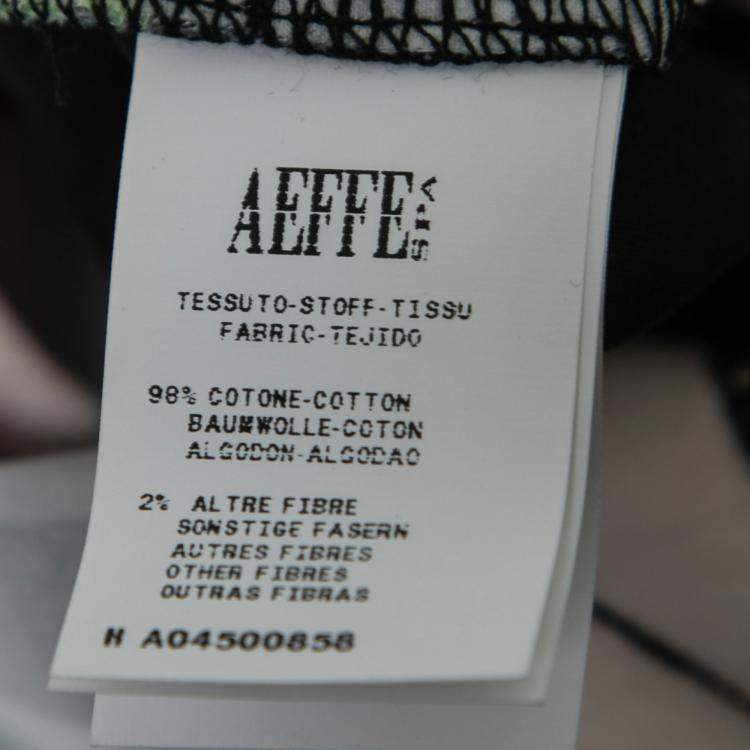 AEFFE SPA
TESSUTO-STOFF-TISSU
FABRIC-TEJIDO
98% COTONE-COTTON
BAUMWOLLE-COTON
ALGODON-ALGODAO
2% ALTRE FIBRE
SONSTIGE FASERN
AUTRES FIBRES
OTHER FIBRES
OUTRAS FIBRAS
H A04500858